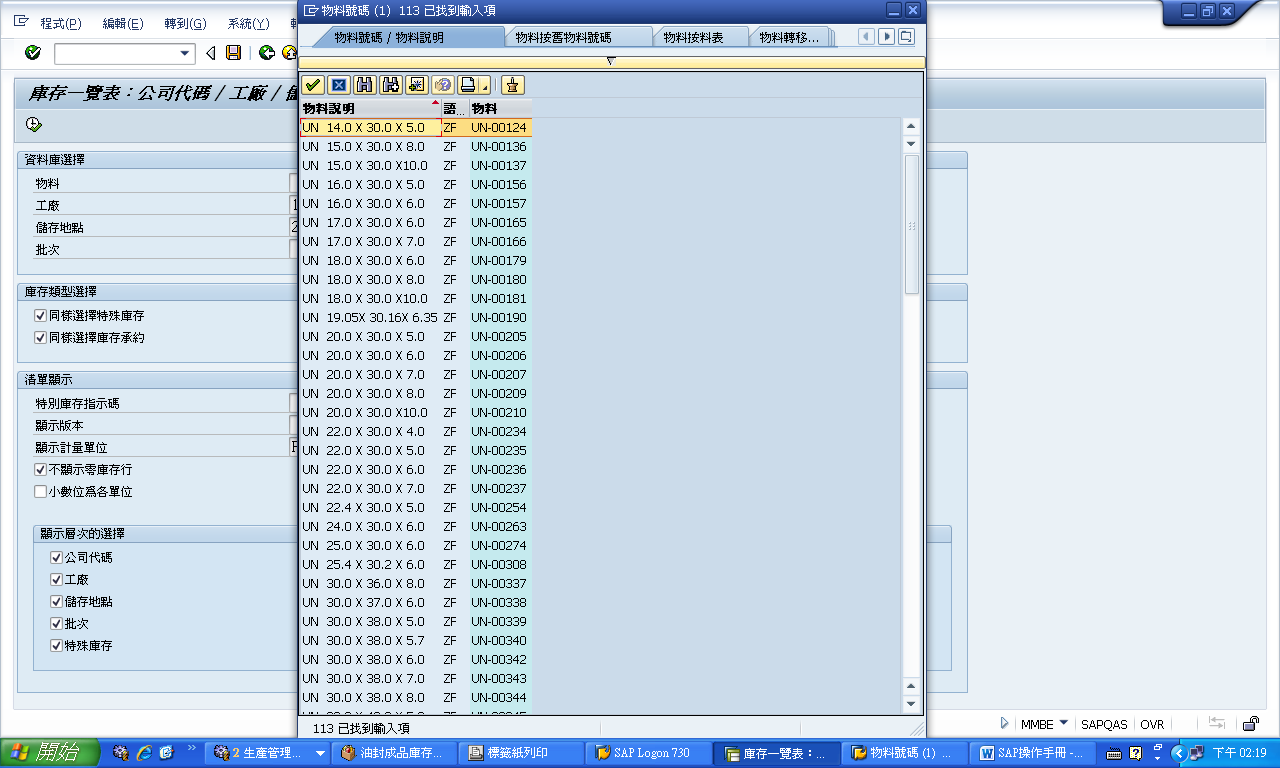 程式(P) 編輯(E) 轉到(G) 系統(Y)
物料號碼 (1) 113 已找到輸入項
物料號碼 / 物料說明 物料按舊物料號碼 物料按料表 物料轉移...
庫存一覽表：公司代碼 / 工廠 /
資料庫選擇
物料
工廠
儲存地點
批次
庫存類型選擇
同樣選擇特殊庫存
同樣選擇庫存承約
清單顯示
特別庫存指示碼
顯示版本
顯示計量單位
不顯示零庫存行
小數位爲各單位
顯示層次的選擇
公司代碼
工廠
儲存地點
批次
特殊庫存
物料說明 語... 物料
UN 14.0 X 30.0 X 5.0 ZF UN-00124
UN 15.0 X 30.0 X 8.0 ZF UN-00136
UN 15.0 X 30.0 X10.0 ZF UN-00137
UN 16.0 X 30.0 X 5.0 ZF UN-00156
UN 16.0 X 30.0 X 6.0 ZF UN-00157
UN 17.0 X 30.0 X 6.0 ZF UN-00165
UN 17.0 X 30.0 X 7.0 ZF UN-00166
UN 18.0 X 30.0 X 6.0 ZF UN-00179
UN 18.0 X 30.0 X 8.0 ZF UN-00180
UN 18.0 X 30.0 X10.0 ZF UN-00181
UN 19.05X 30.16X 6.35 ZF UN-00190
UN 20.0 X 30.0 X 5.0 ZF UN-00205
UN 20.0 X 30.0 X 6.0 ZF UN-00206
UN 20.0 X 30.0 X 7.0 ZF UN-00207
UN 20.0 X 30.0 X 8.0 ZF UN-00209
UN 20.0 X 30.0 X10.0 ZF UN-00210
UN 22.0 X 30.0 X 4.0 ZF UN-00234
UN 22.0 X 30.0 X 5.0 ZF UN-00235
UN 22.0 X 30.0 X 6.0 ZF UN-00236
UN 22.0 X 30.0 X 7.0 ZF UN-00237
UN 22.4 X 30.0 X 5.0 ZF UN-00254
UN 24.0 X 30.0 X 6.0 ZF UN-00263
UN 25.0 X 30.0 X 6.0 ZF UN-00274
UN 25.4 X 30.2 X 6.0 ZF UN-00308
UN 30.0 X 36.0 X 8.0 ZF UN-00337
UN 30.0 X 37.0 X 6.0 ZF UN-00338
UN 30.0 X 38.0 X 5.0 ZF UN-00339
UN 30.0 X 38.0 X 5.7 ZF UN-00340
UN 30.0 X 38.0 X 6.0 ZF UN-00342
UN 30.0 X 38.0 X 7.0 ZF UN-00343
UN 30.0 X 38.0 X 8.0 ZF UN-00344
113 已找到輸入項
MMBE SAPQAS OVR
開始 2 生產管理... 油封成品庫存... 標籤紙列印 SAP Logon 730 庫存一覽表：... 物料號碼 (1) ... SAP操作手冊 -... 下午 02:19